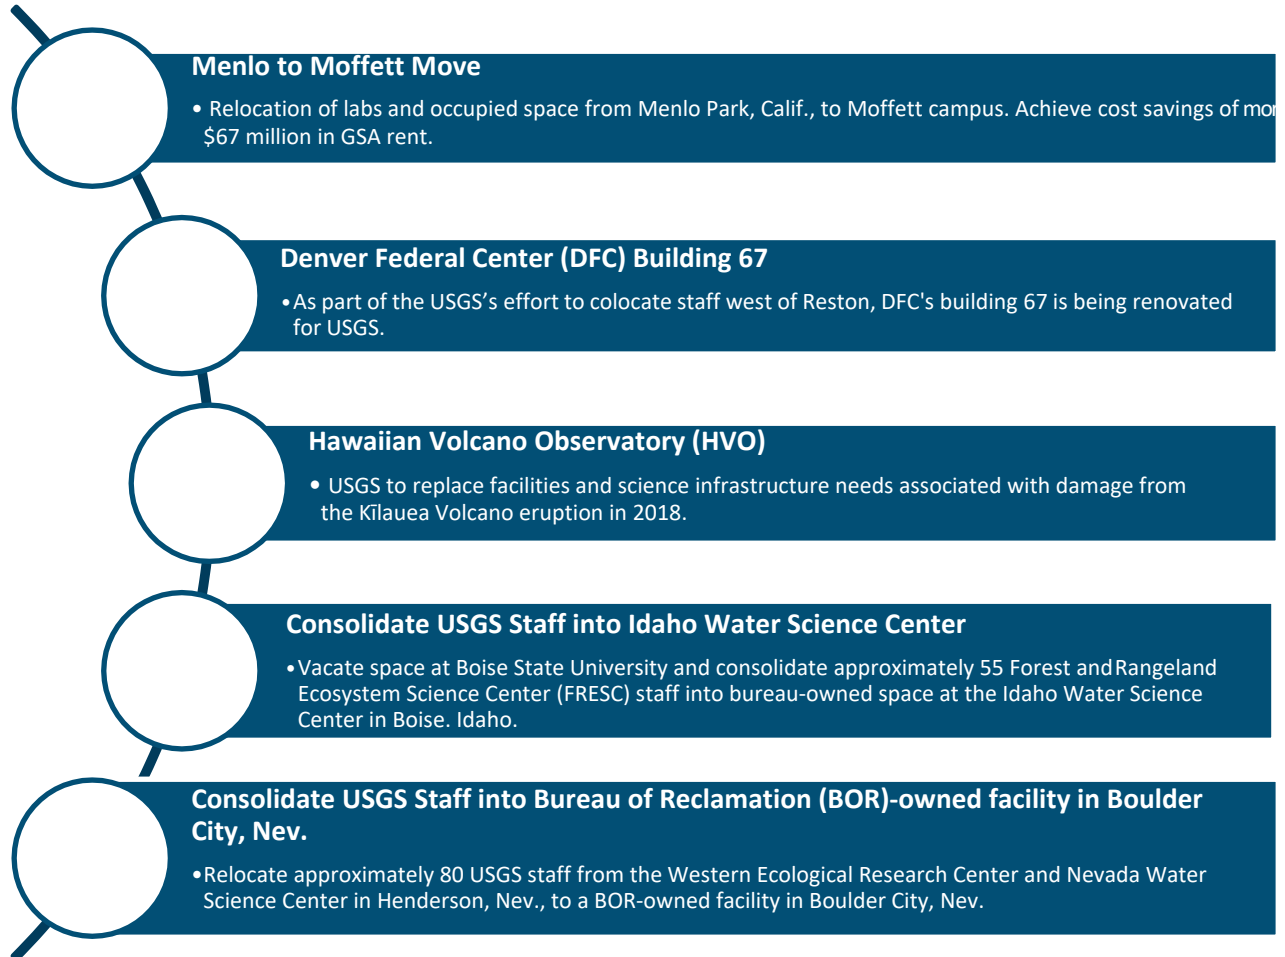 Menlo to Moffett Move
• Relocation of labs and occupied space from Menlo Park, Calif., to Moffett campus. Achieve cost savings of
$67 million in GSA rent.
Denver Federal Center (DFC) Building 67
•As part of the USGS’s effort to colocate staff west of Reston, DFC's building 67 is being renovated
for USGS.
Hawaiian Volcano Observatory (HVO)
• USGS to replace facilities and science infrastructure needs associated with damage from
the Kīlauea Volcano eruption in 2018.
Consolidate USGS Staff into Idaho Water Science Center
•Vacate space at Boise State University and consolidate approximately 55 Forest and Rangeland
Ecosystem Science Center (FRESC) staff into bureau-owned space at the Idaho Water Science
Center in Boise. Idaho.
Consolidate USGS Staff into Bureau of Reclamation (BOR)-owned facility in Boulder
City, Nev.
•Relocate approximately 80 USGS staff from the Western Ecological Research Center and Nevada Water
Science Center in Henderson, Nev., to a BOR-owned facility in Boulder City, Nev.